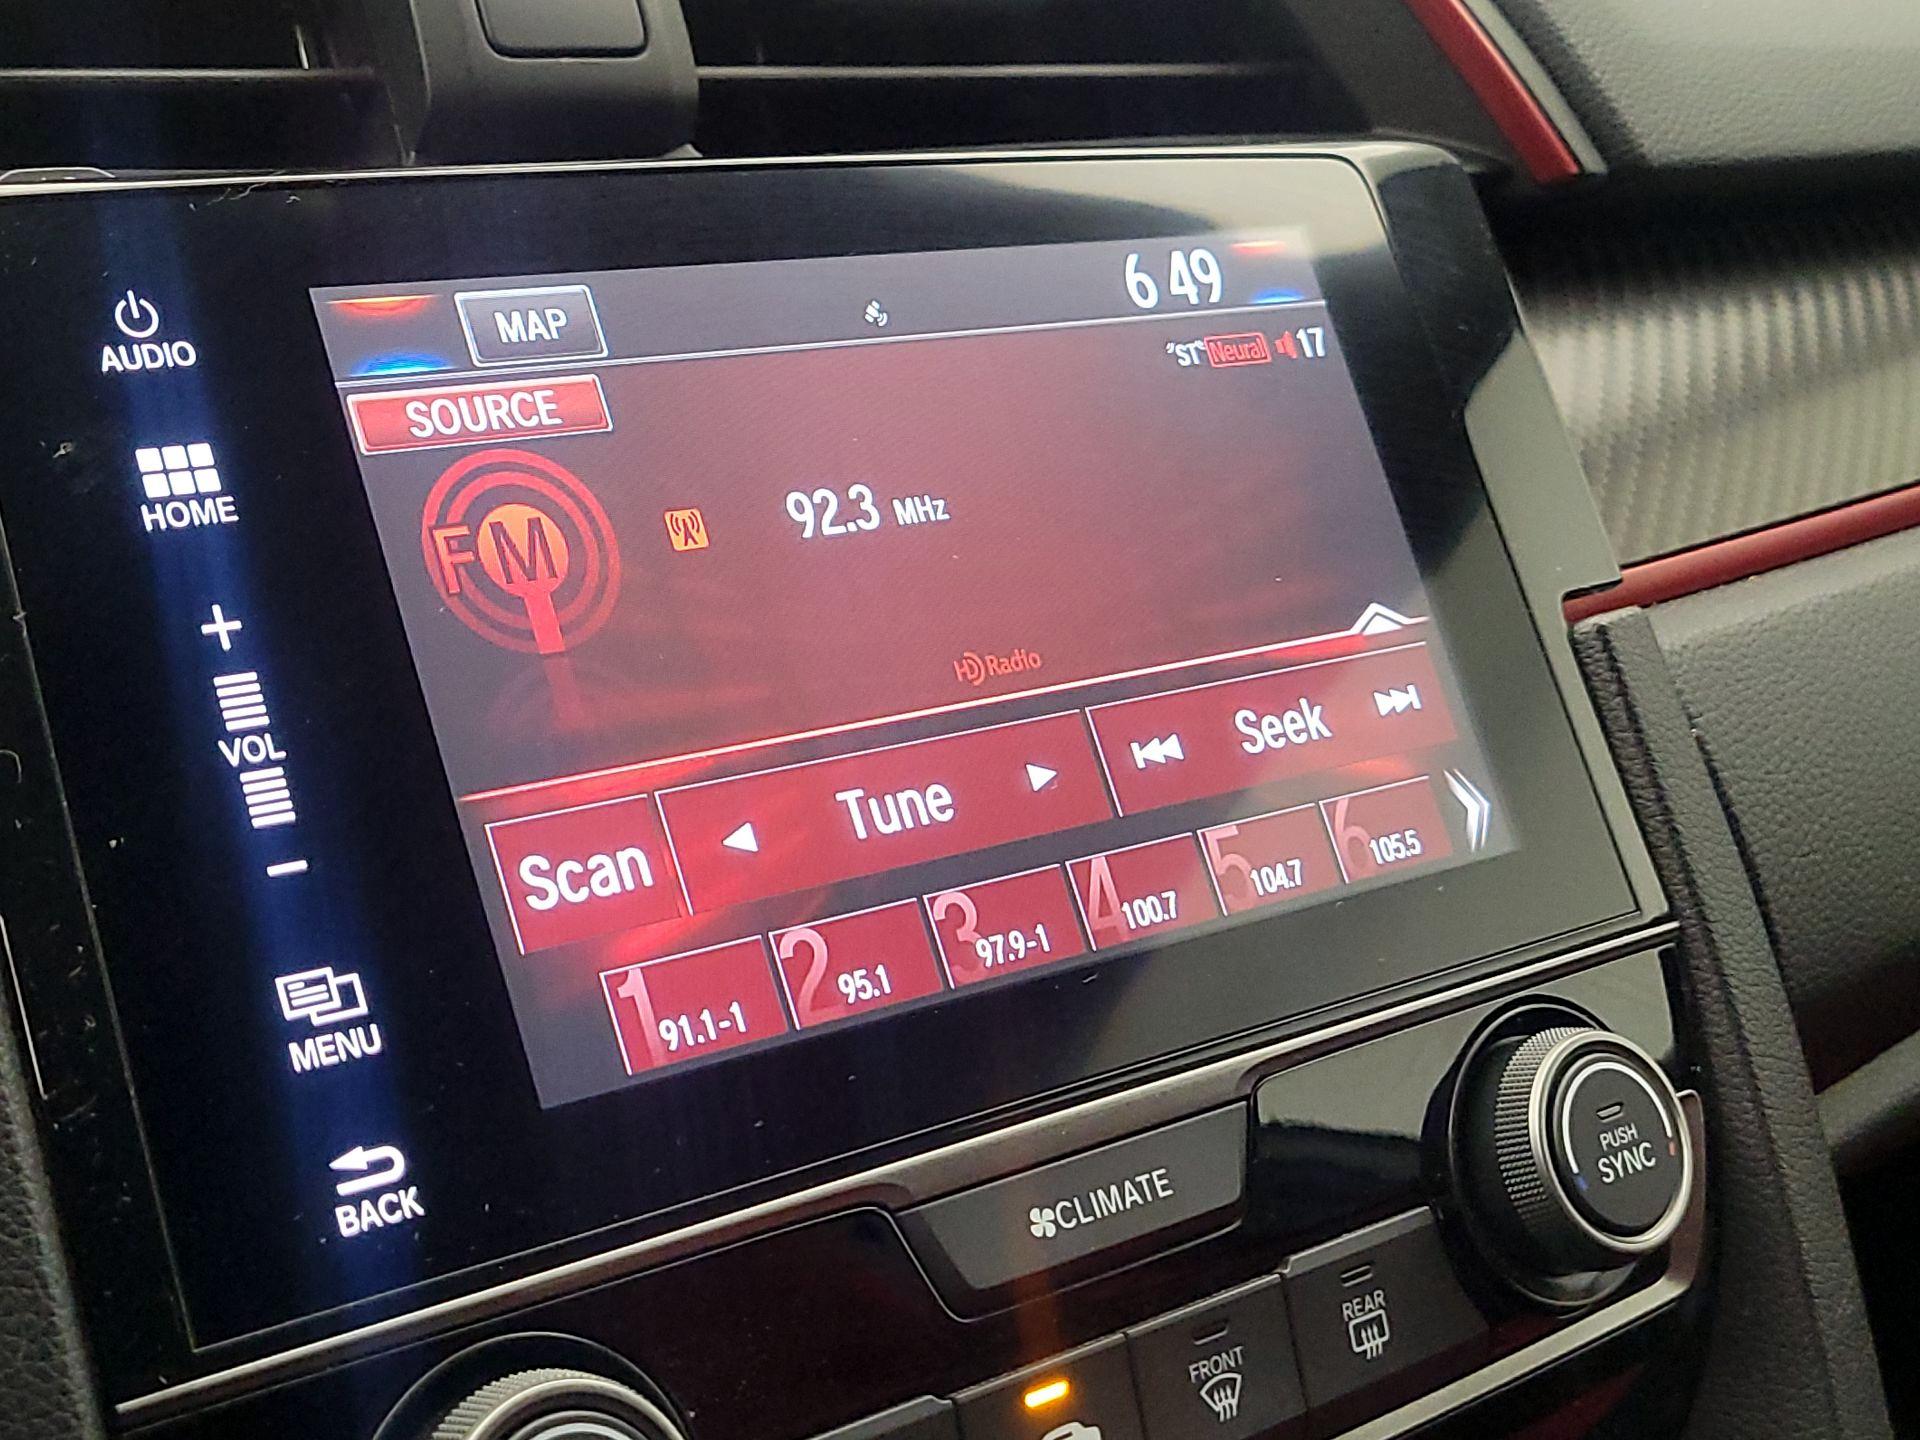 MAP
6 49
AUDIO
ST Neural 17
SOURCE
HOME
FM
92.3 MHz
HD Radio
VOL
Scan
Tune
Seek
1 91.1-1
2 95.1
3 97.9-1
4 100.7
5 104.7
6 105.5
MENU
BACK
CLIMATE
PUSH
SYNC
FRONT
REAR